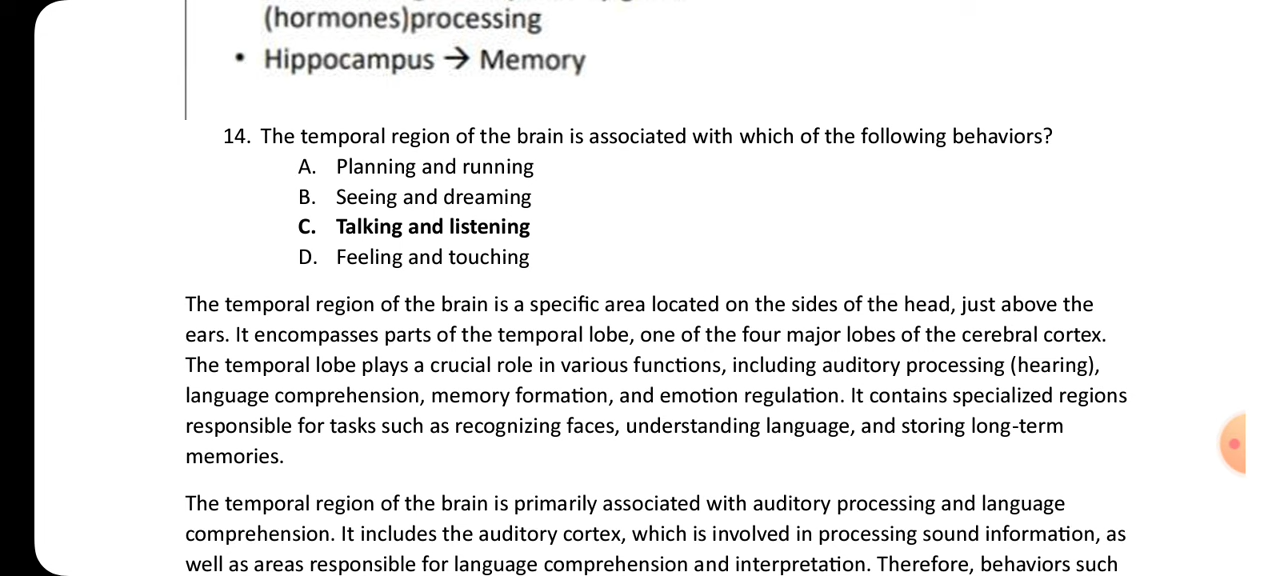 (hormones)processing
• Hippocampus → Memory
14. The temporal region of the brain is associated with which of the following behaviors?
A. Planning and running
B. Seeing and dreaming
C. Talking and listening
D. Feeling and touching
The temporal region of the brain is a specific area located on the sides of the head, just above the
ears. It encompasses parts of the temporal lobe, one of the four major lobes of the cerebral cortex.
The temporal lobe plays a crucial role in various functions, including auditory processing (hearing),
language comprehension, memory formation, and emotion regulation. It contains specialized regions
responsible for tasks such as recognizing faces, understanding language, and storing long-term
memories.
The temporal region of the brain is primarily associated with auditory processing and language
comprehension. It includes the auditory cortex, which is involved in processing sound information, as
well as areas responsible for language comprehension and interpretation. Therefore, behaviors such